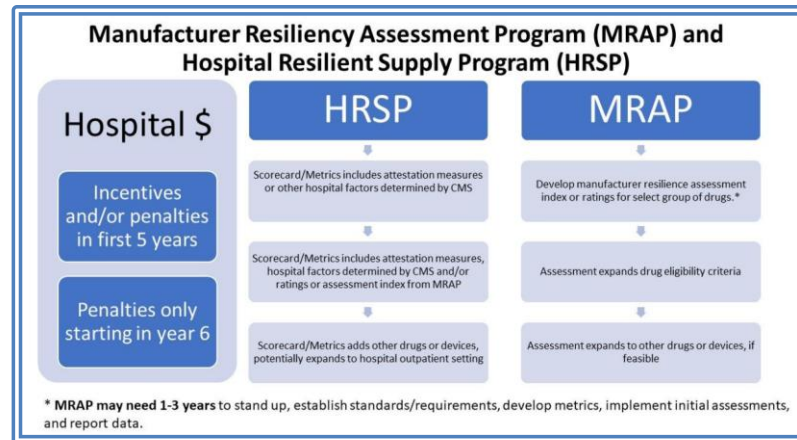 Manufacturer Resiliency Assessment Program (MRAP) and
Hospital Resilient Supply Program (HRSP)
Hospital $
Incentives
and/or penalties
in first 5 years
Penalties only
starting in year 6
HRSP
Scorecard/Metrics includes attestation measures
or other hospital factors determined by CMS
Scorecard/Metrics includes attestation measures,
hospital factors determined by CMS and/or
ratings or assessment index from MRAP
Scorecard/Metrics adds other drugs or devices,
potentially expands to hospital outpatient setting
MRAP
Develop manufacturer resilience assessment
index or ratings for select group of drugs.*
Assessment expands drug eligibility criteria
Assessment expands to other drugs or devices, if
feasible
* MRAP may need 1-3 years to stand up, establish standards/requirements, develop metrics, implement initial assessments,
and report data.